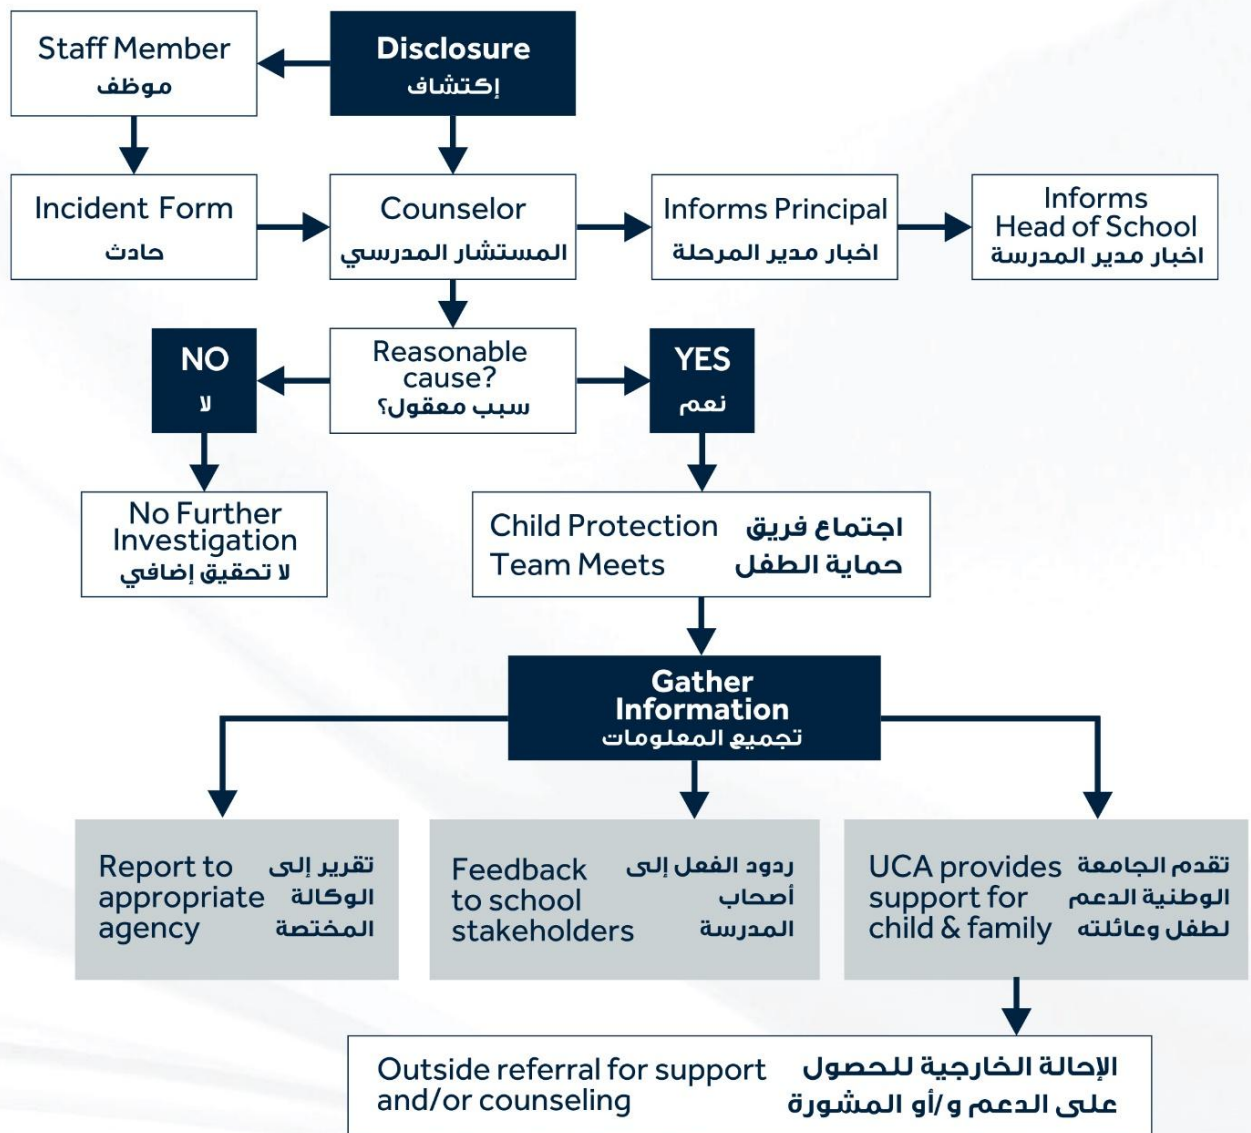 Staff Member
موظف
Disclosure
إكتشاف
Incident Form
حادث
Counselor
المستشار المدرسي
Informs Principal
اخبار مدير المرحلة
Informs
Head of School
اخبار مدير المدرسة
NO
لا
Reasonable
cause?
سبب معقول؟
YES
نعم
No Further
Investigation
لا تحقيق إضافي
Child Protection
Team Meets
اجتماع فريق
حماية الطفل
Gather
Information
تجميع المعلومات
Report to
appropriate
agency
تقرير إلى
الوكالة
المختصة
Feedback
to school
stakeholders
ردود الفعل إلى
أصحاب
المدرسة
UCA provides
support for
child & family
تقدم الجامعة
الوطنية الدعم
لطفل وعائلته
Outside referral for support
and/or counseling
الإحالة الخارجية للحصول
على الدعم و/أو المشورة